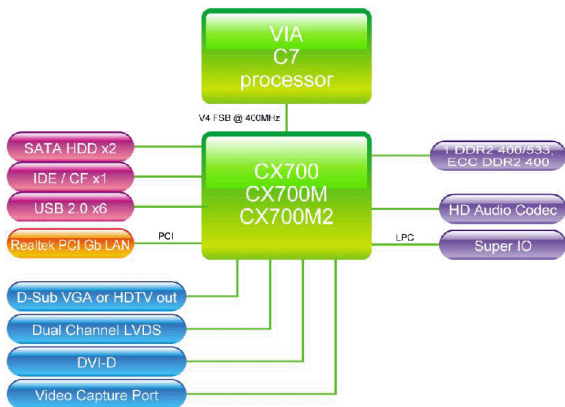 VIA
C7
processor
V4 FSB @ 400MHz
SATA HDD x2
IDE / CF x1
USB 2.0 x6
Realtek PCI Gb LAN
PCI
CX700
CX700M
CX700M2
1 DDR2 400/533,
ECC DDR2 400
HD Audio Codec
LPC
Super IO
D-Sub VGA or HDTV out
Dual Channel LVDS
DVI-D
Video Capture Port